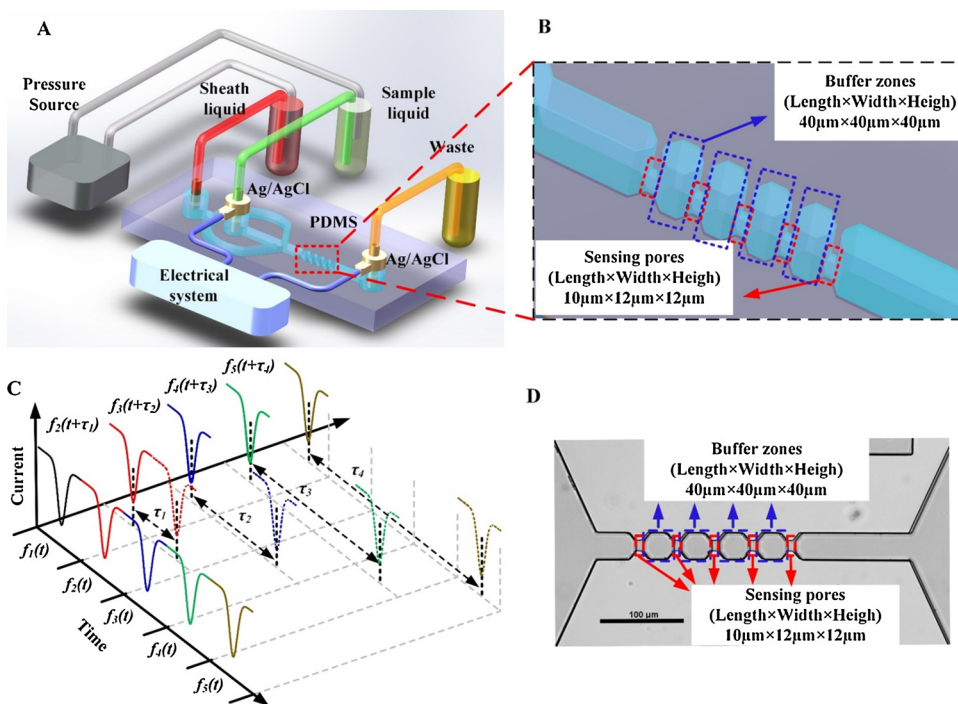 A
Pressure
Source
Sheath
liquid
Sample
liquid
Waste
Ag/AgCl
PDMS
Ag/AgCl
Electrical
system
B
Buffer zones
(Length×Width×Heigh)
40μm×40μm×40μm
Sensing pores
(Length×Width×Heigh)
10μm×12μm×12μm
C
Current
f5(t+τ4)
f4(t+τ3)
f3(t+τ2)
f2(t+τ1)
τ1
τ2
τ3
τ4
f1(t)
f2(t)
f3(t)
f4(t)
f5(t)
Time
D
Buffer zones
(Length×Width×Heigh)
40μm×40μm×40μm
100 μm
Sensing pores
(Length×Width×Heigh)
10μm×12μm×12μm